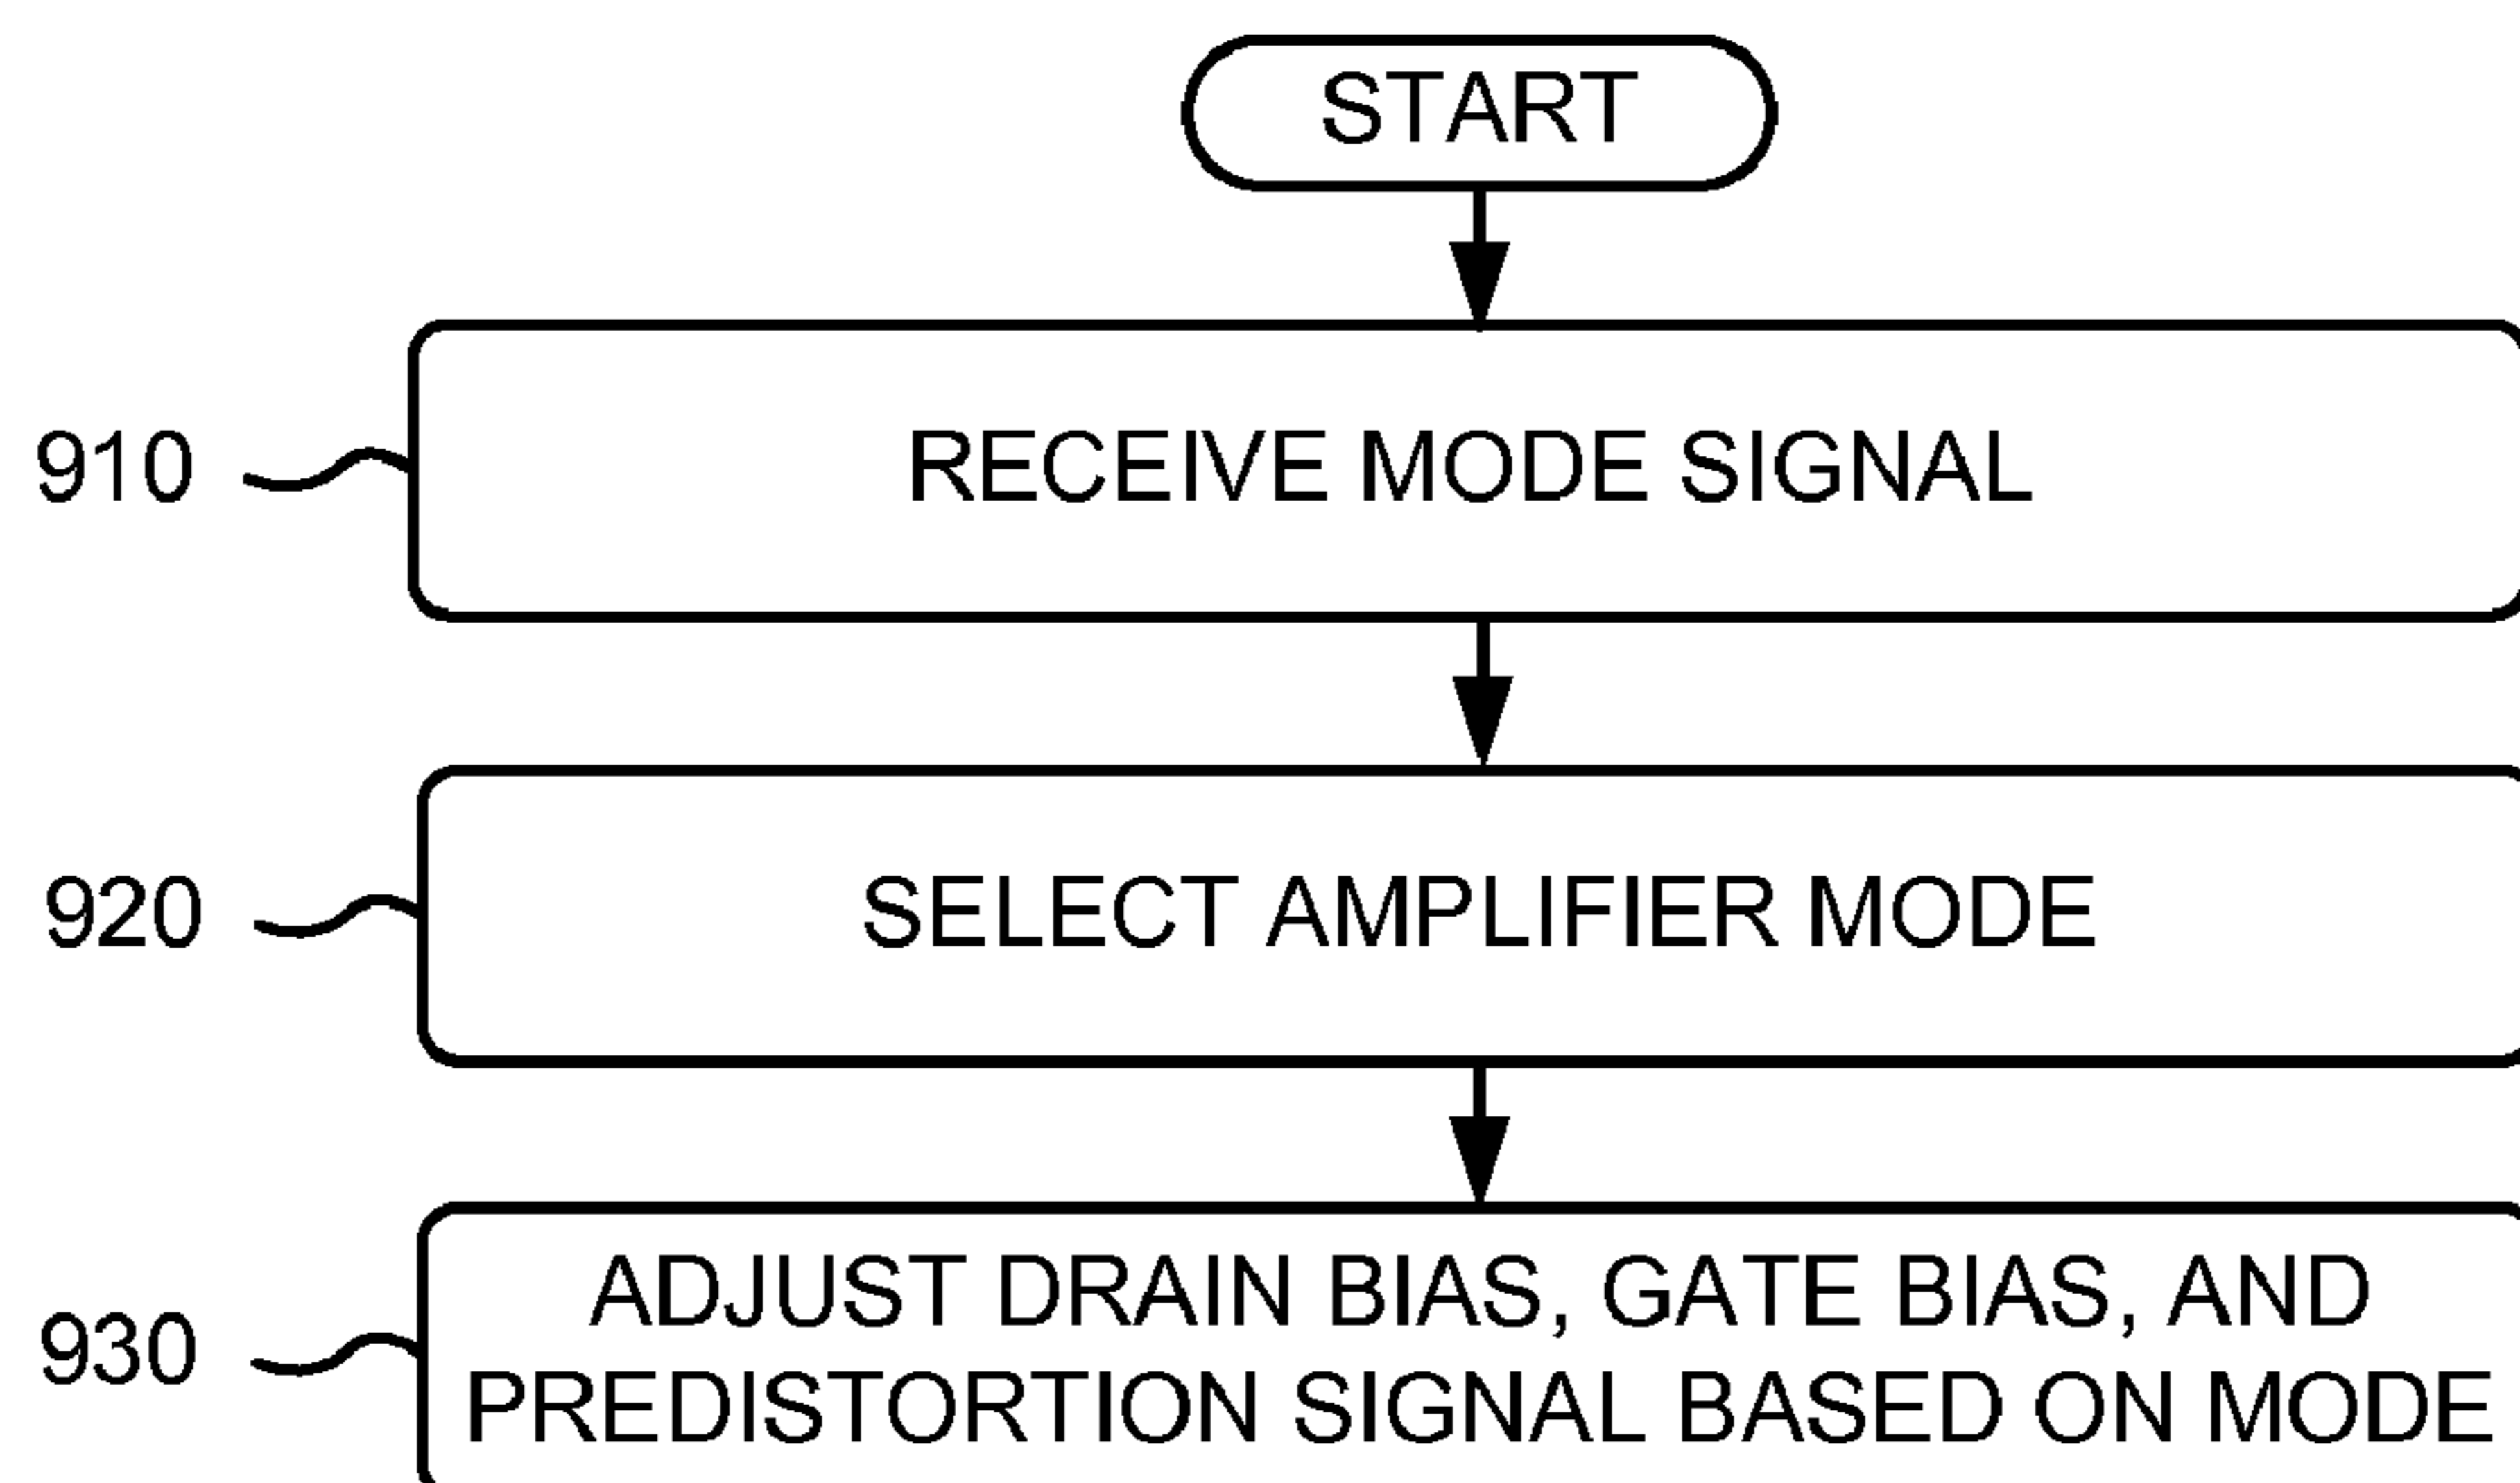 START
910
RECEIVE MODE SIGNAL
920
SELECT AMPLIFIER MODE
930
ADJUST DRAIN BIAS, GATE BIAS, AND
PREDISTORTION SIGNAL BASED ON MODE